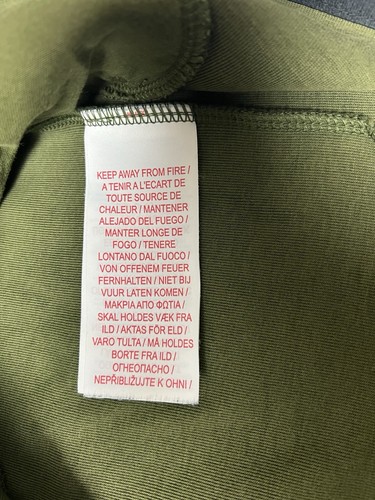 KEEP AWAY FROM FIRE /
A TENIR A L'ECART DE
TOUTE SOURCE DE
CHALEUR / MANTENER
ALEJADO DEL FUEGO /
MANTER LONGE DE
FOGO / TENERE
LONTANO DAL FUOCO /
VON OFFENEM FEUER
FERNHALTEN / NIET BIJ
VUUR LATEN KOMEN /
ΜΑΚΡΙΑ ΑΠΟ ΦΩΤΙΑ /
SKAL HOLDES VÆK FRA
ILD / AKTAS FÖR ELD /
VARO TULTA / MÅ HOLDES
BORTE FRA ILD /
ОГНЕОПАСНО /
NEPŘIBLIŽUJTE K OHNI /